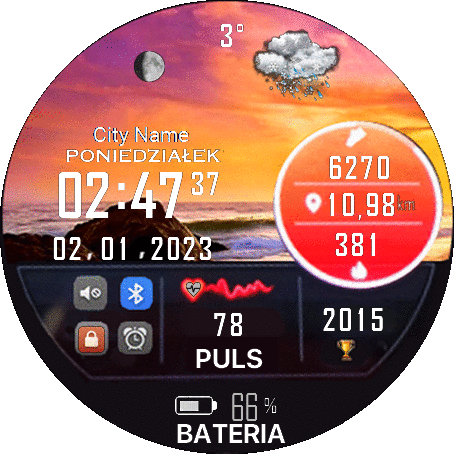 3°
City Name
PONIEDZIAŁEK
02:47 37
02.01.2023
6270
10,98 km
381
78
PULS
2015
66 %
BATERIA